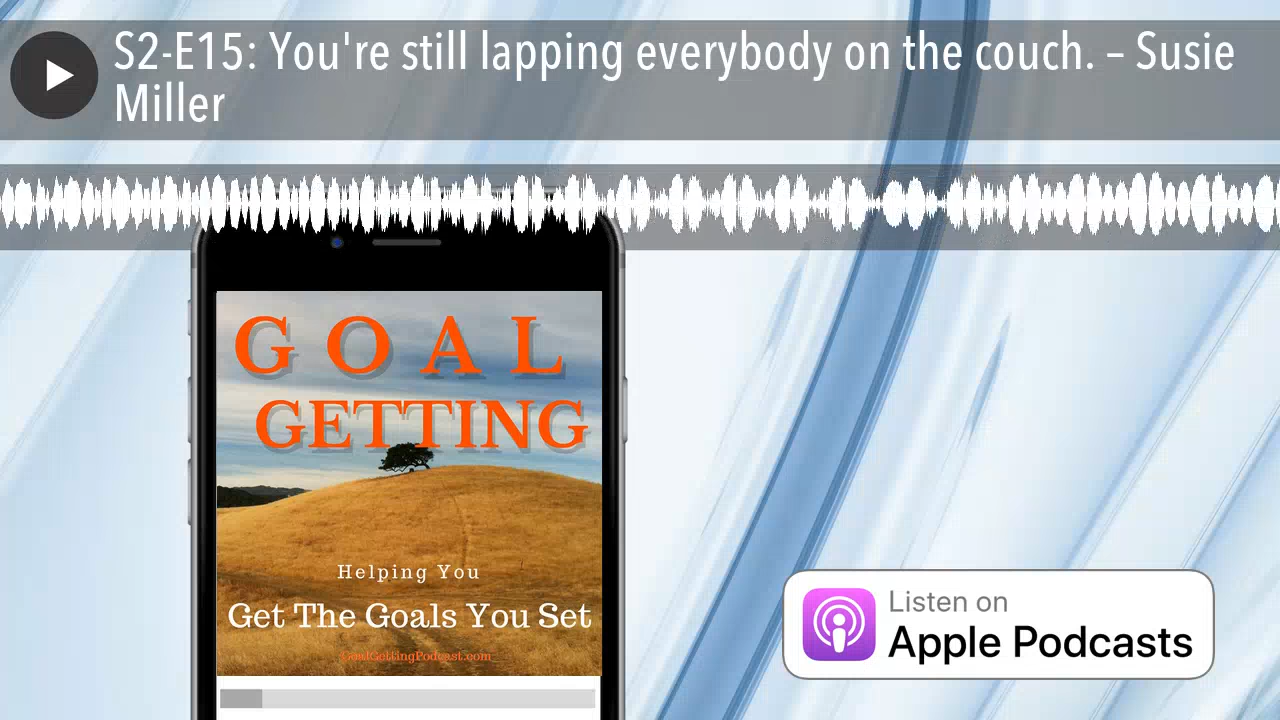 S2-E15: You're still lapping everybody on the couch. – Susie
Miller
GOAL
GETTING
Helping You
Get The Goals You Set
GoalGettingPodcast.com
Listen on
Apple Podcasts